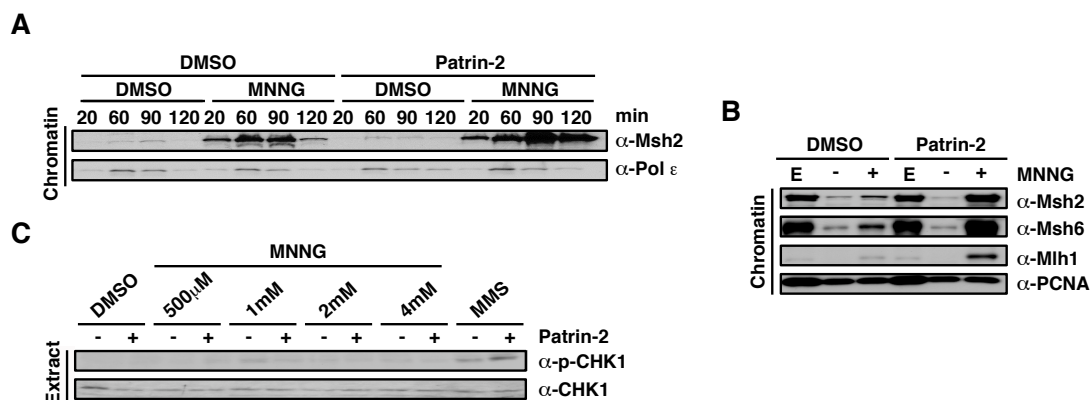 A
DMSO Patrin-2
DMSO MNNG DMSO MNNG
20 60 90 120 20 60 90 120 20 60 90 120 20 60 90 120 min
Chromatin
α-Msh2
α-Pol ε
B
DMSO Patrin-2
E - + E - + MNNG
Chromatin
α-Msh2
α-Msh6
α-Mlh1
α-PCNA
C
MNNG
DMSO 500μM 1mM 2mM 4mM MMS
- + - + - + - + - + - + Patrin-2
Extract
α-p-CHK1
α-CHK1